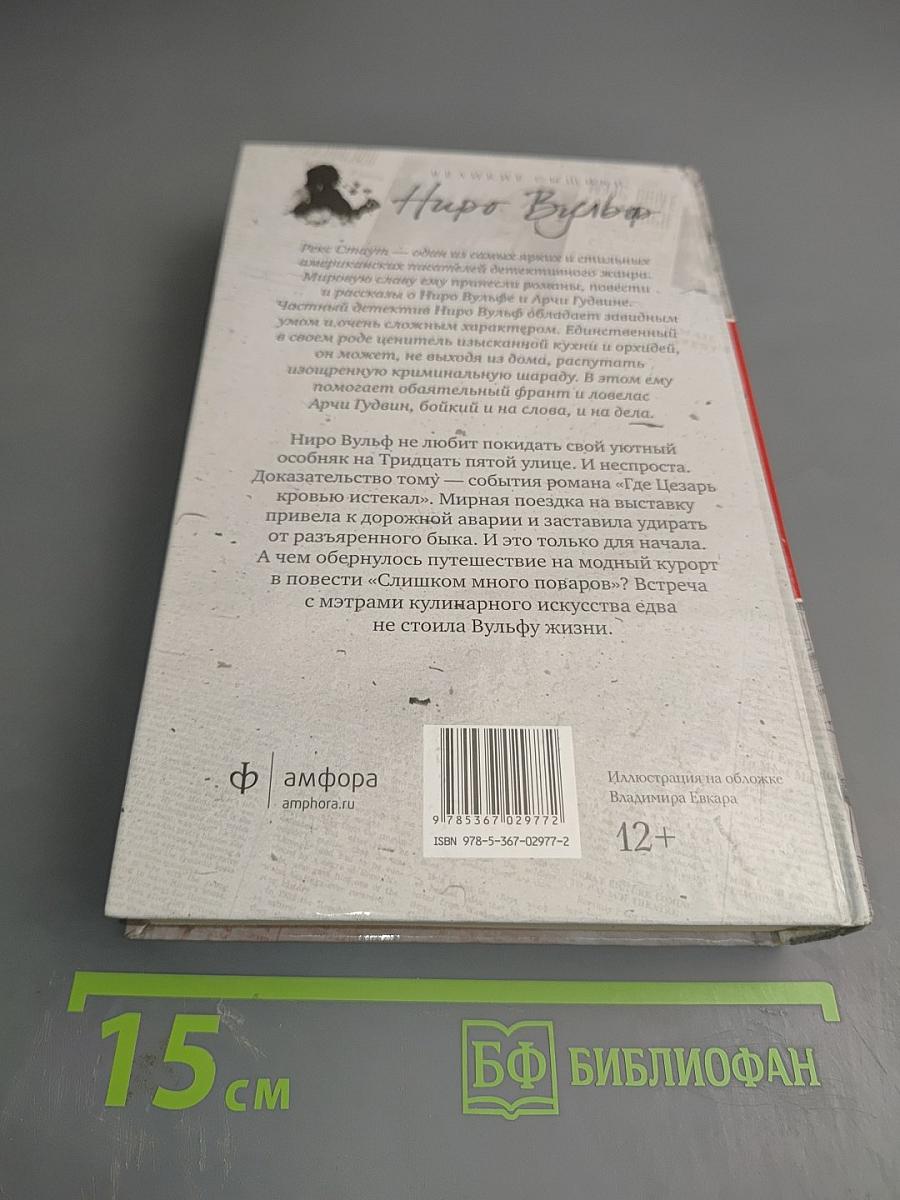 Ниро Вульф
Рекс Стаут — один из самых ярких и стильных
американских писателей детективного жанра.
Мировую славу ему принесли романы, повести
и рассказы о Ниро Вульфе и Арчи Гудвине.
Частный детектив Ниро Вульф обладает завидным
умом и очень сложным характером. Единственный
в своем роде ценитель изысканной кухни и орхидей,
он может, не выходя из дома, распутать
изощренную криминальную шараду. В этом ему
помогает обаятельный франт и ловелас
Арчи Гудвин, бойкий и на слова, и на дела.
Ниро Вульф не любит покидать свой уютный
особняк на Тридцать пятой улице. И неспроста.
Доказательство тому — события романа «Где Цезарь
кровью истекал». Мирная поездка на выставку
привела к дорожной аварии и заставила удирать
от разъяренного быка. И это только для начала.
А чем обернулось путешествие на модный курорт
в повести «Слишком много поваров»? Встреча
с мэтрами кулинарного искусства едва
не стоила Вульфу жизни.
ф амфора
amphora.ru
9 785367 029772
ISBN 978-5-367-02977-2
Иллюстрация на обложке
Владимира Евкара
12+
15 см
БФ БИБЛИОФАН